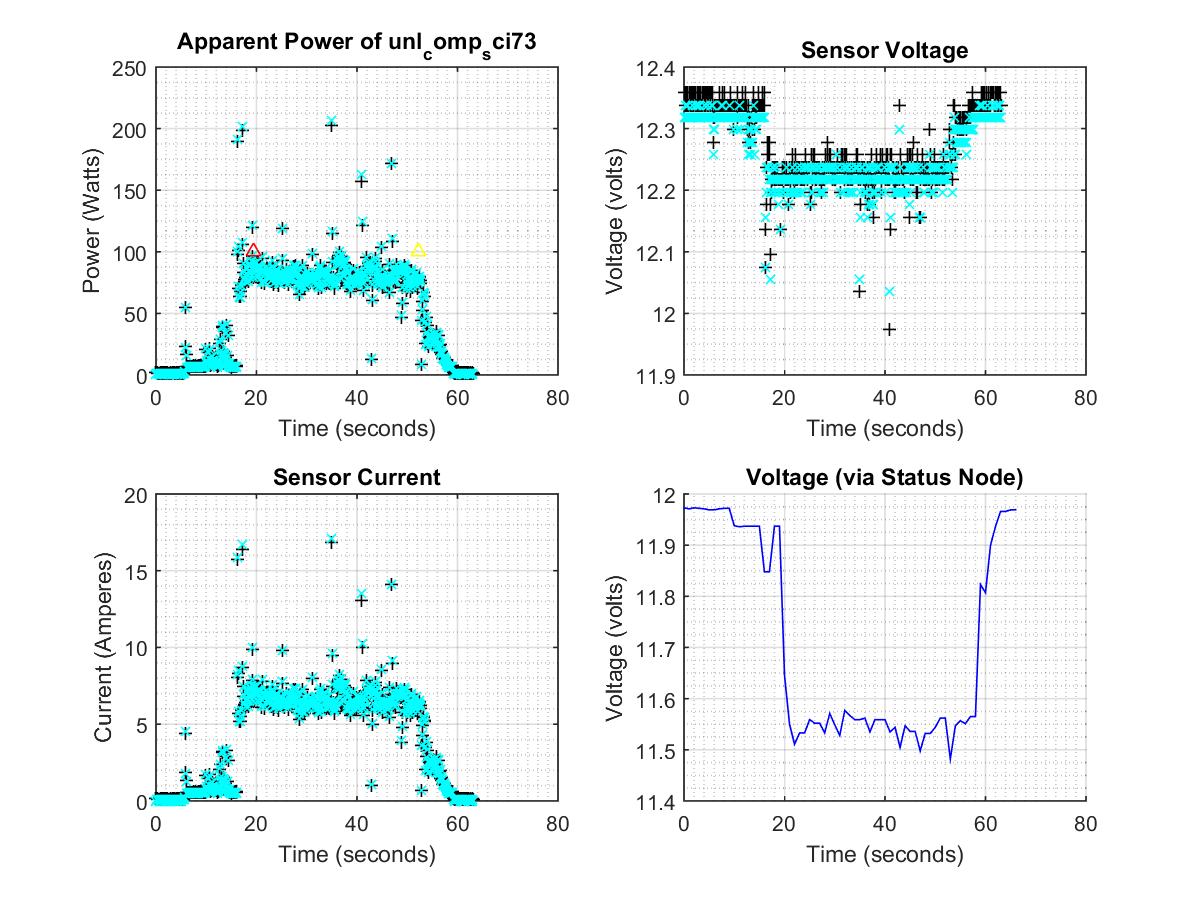 Apparent Power of unl_comp_sci73
250
200
150
100
50
0
Power (Watts)
0 20 40 60 80
Time (seconds)
Sensor Voltage
12.4
12.3
12.2
12.1
12
11.9
Voltage (volts)
0 20 40 60 80
Time (seconds)
Sensor Current
20
15
10
5
0
Current (Amperes)
0 20 40 60 80
Time (seconds)
Voltage (via Status Node)
12
11.9
11.8
11.7
11.6
11.5
11.4
Voltage (volts)
0 20 40 60 80
Time (seconds)